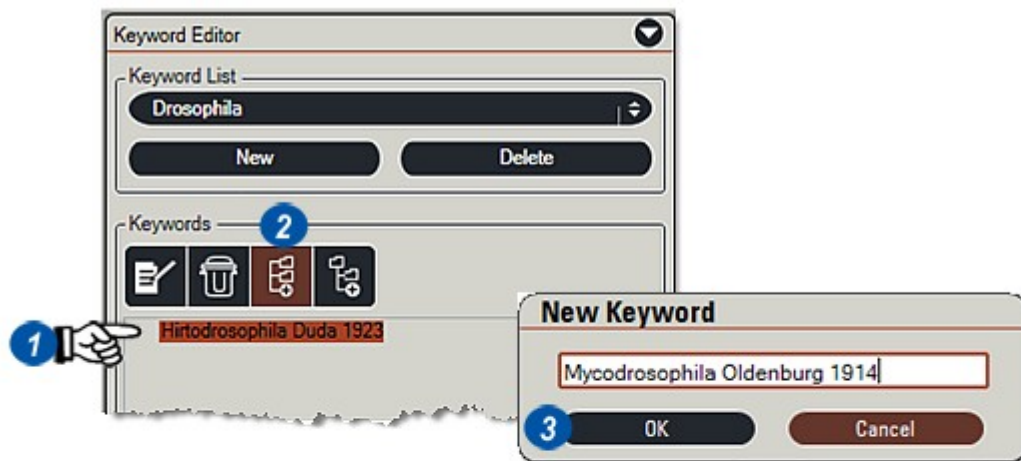 Keyword Editor
Keyword List
Drosophila
New Delete
Keywords
2
1 Hirtodrosophila Duda 1923
New Keyword
Mycodrosophila Oldenburg 1914
3 OK Cancel